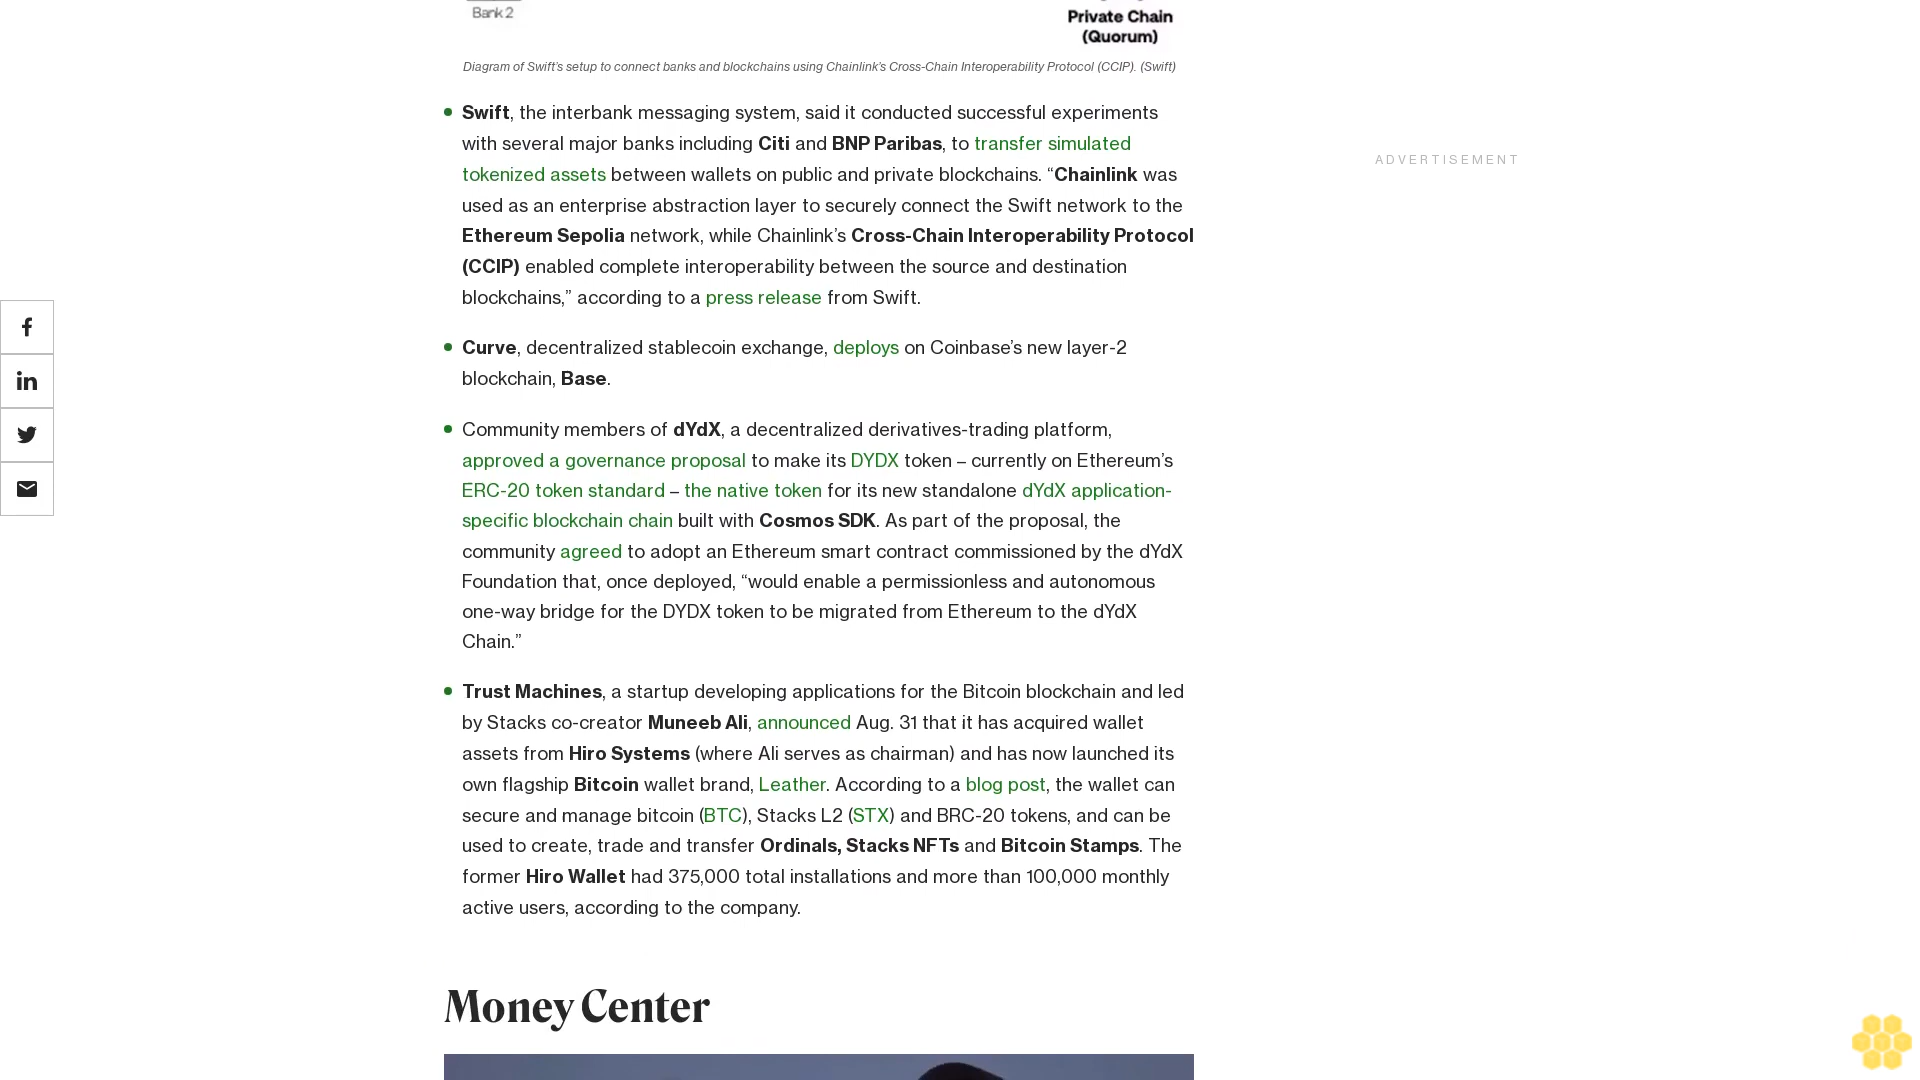 Bank 2
Private Chain
(Quorum)
Diagram of Swift's setup to connect banks and blockchains using Chainlink's Cross-Chain Interoperability Protocol (CCIP). (Swift)
Swift, the interbank messaging system, said it conducted successful experiments
with several major banks including Citi and BNP Paribas, to transfer simulated
tokenized assets between wallets on public and private blockchains. “Chainlink was
used as an enterprise abstraction layer to securely connect the Swift network to the
Ethereum Sepolia network, while Chainlink’s Cross-Chain Interoperability Protocol
(CCIP) enabled complete interoperability between the source and destination
blockchains,” according to a press release from Swift.
Curve, decentralized stablecoin exchange, deploys on Coinbase’s new layer-2
blockchain, Base.
Community members of dYdX, a decentralized derivatives-trading platform,
approved a governance proposal to make its DYDX token – currently on Ethereum’s
ERC-20 token standard – the native token for its new standalone dYdX application-
specific blockchain chain built with Cosmos SDK. As part of the proposal, the
community agreed to adopt an Ethereum smart contract commissioned by the dYdX
Foundation that, once deployed, “would enable a permissionless and autonomous
one-way bridge for the DYDX token to be migrated from Ethereum to the dYdX
Chain.”
Trust Machines, a startup developing applications for the Bitcoin blockchain and led
by Stacks co-creator Muneeb Ali, announced Aug. 31 that it has acquired wallet
assets from Hiro Systems (where Ali serves as chairman) and has now launched its
own flagship Bitcoin wallet brand, Leather. According to a blog post, the wallet can
secure and manage bitcoin (BTC), Stacks L2 (STX) and BRC-20 tokens, and can be
used to create, trade and transfer Ordinals, Stacks NFTs and Bitcoin Stamps. The
former Hiro Wallet had 375,000 total installations and more than 100,000 monthly
active users, according to the company.
Money Center
ADVERTISEMENT